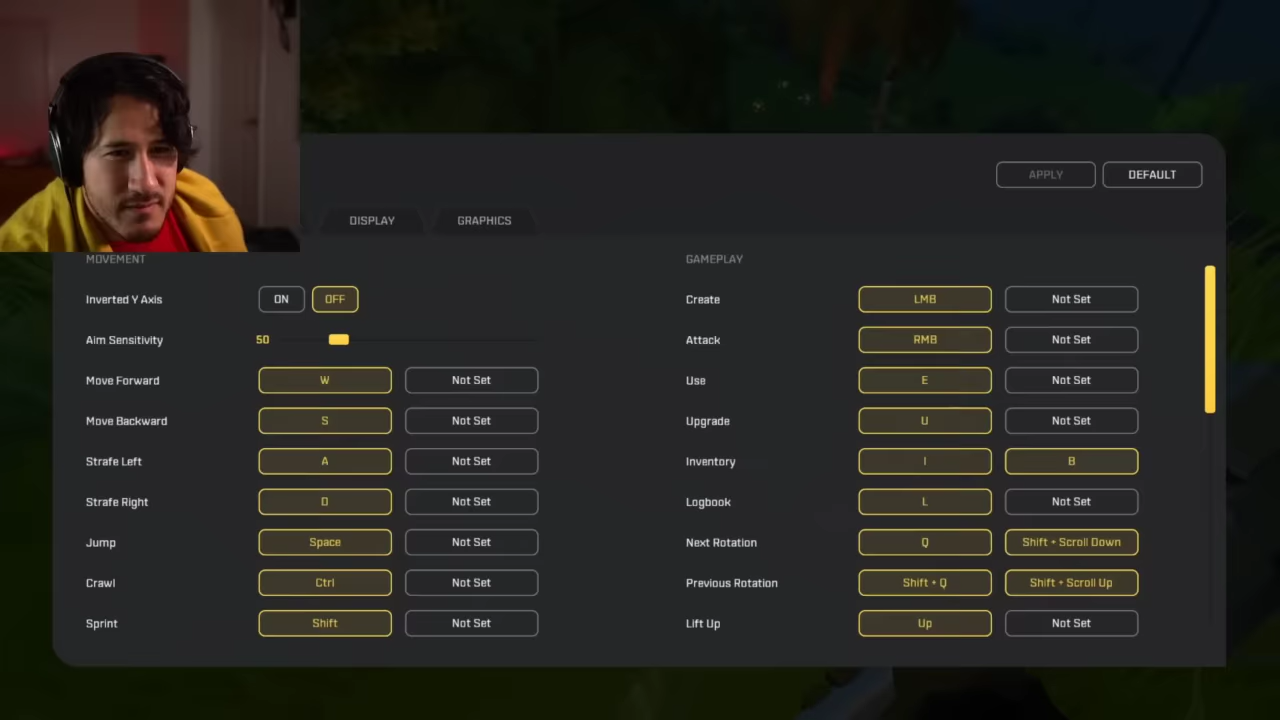 APPLY DEFAULT
DISPLAY GRAPHICS
MOVEMENT
Inverted Y Axis ON OFF
Aim Sensitivity 50
Move Forward W Not Set
Move Backward S Not Set
Strafe Left A Not Set
Strafe Right D Not Set
Jump Space Not Set
Crawl Ctrl Not Set
Sprint Shift Not Set
GAMEPLAY
Create LMB Not Set
Attack RMB Not Set
Use E Not Set
Upgrade U Not Set
Inventory I B
Logbook L Not Set
Next Rotation Q Shift + Scroll Down
Previous Rotation Shift + Q Shift + Scroll Up
Lift Up Up Not Set